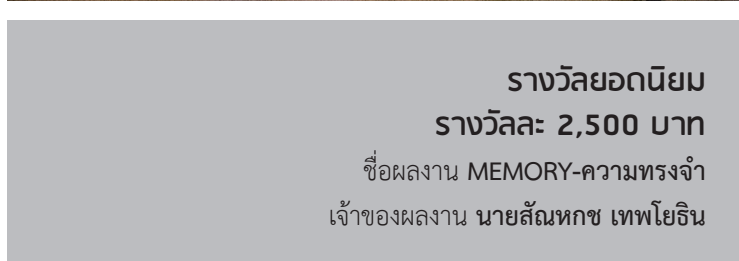 รางวัลยอดนิยม
รางวัลละ 2,500 บาท
ชื่อผลงาน MEMORY-ความทรงจำ
เจ้าของผลงาน นายสัณหกช เทพโยธิน